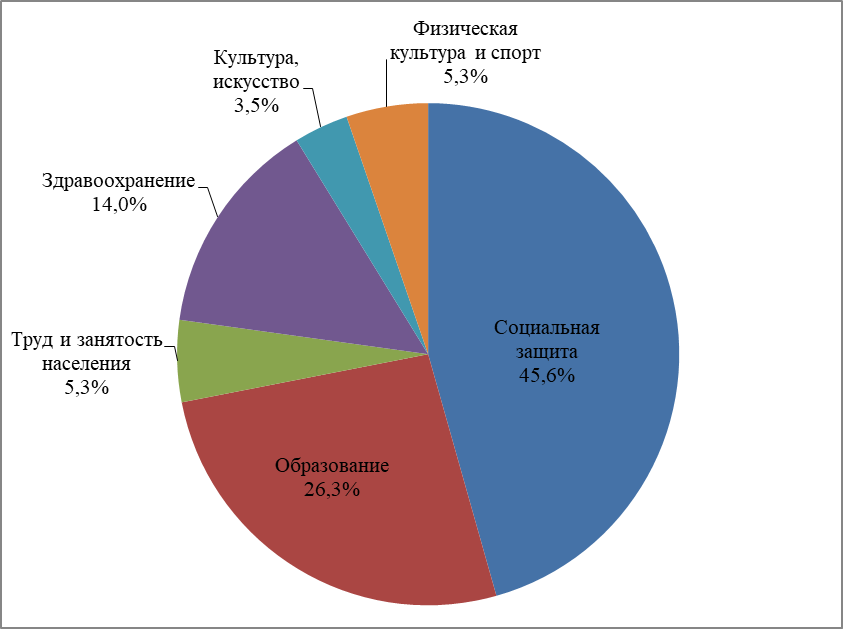 Физическая
культура и спорт
5,3%
Культура,
искусство
3,5%
Здравоохранение
14,0%
Труд и занятость
населения
5,3%
Социальная
защита
45,6%
Образование
26,3%